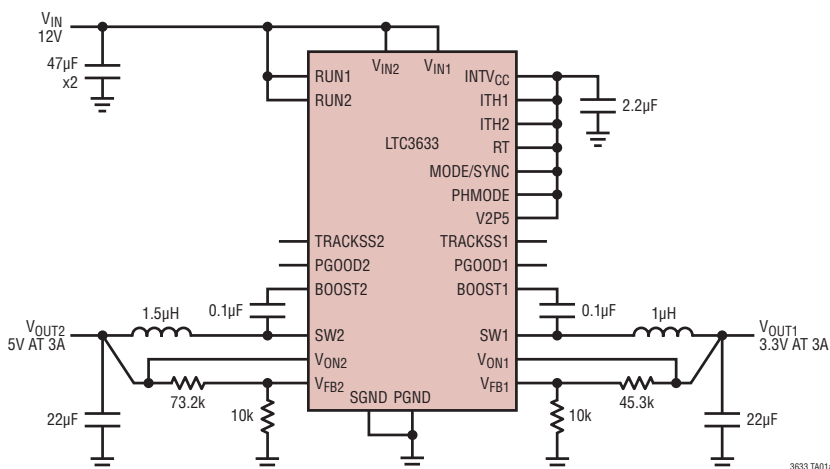 VIN
12V
47µF
x2
RUN1
RUN2
VIN2
VIN1
LTC3633
INTVCC
ITH1
ITH2
RT
MODE/SYNC
PHMODE
V2P5
2.2µF
TRACKSS2
PGOOD2
BOOST2
TRACKSS1
PGOOD1
BOOST1
VOUT2
5V AT 3A
1.5µH
0.1µF
SW2
VON2
VFB2
73.2k
10k
22µF
SGND PGND
SW1
VON1
VFB1
0.1µF
1µH
VOUT1
3.3V AT 3A
45.3k
10k
22µF